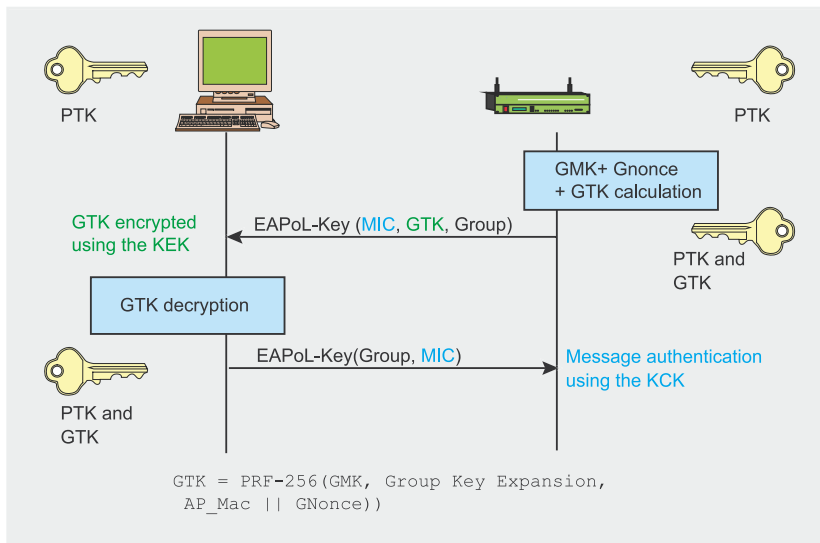 PTK
PTK
GMK+ Gnonce
+ GTK calculation
GTK encrypted
using the KEK
EAPoL-Key (MIC, GTK, Group)
PTK and
GTK
GTK decryption
EAPoL-Key(Group, MIC)
Message authentication
using the KCK
PTK and
GTK
GTK = PRF-256(GMK, Group Key Expansion,
AP_Mac || GNonce))